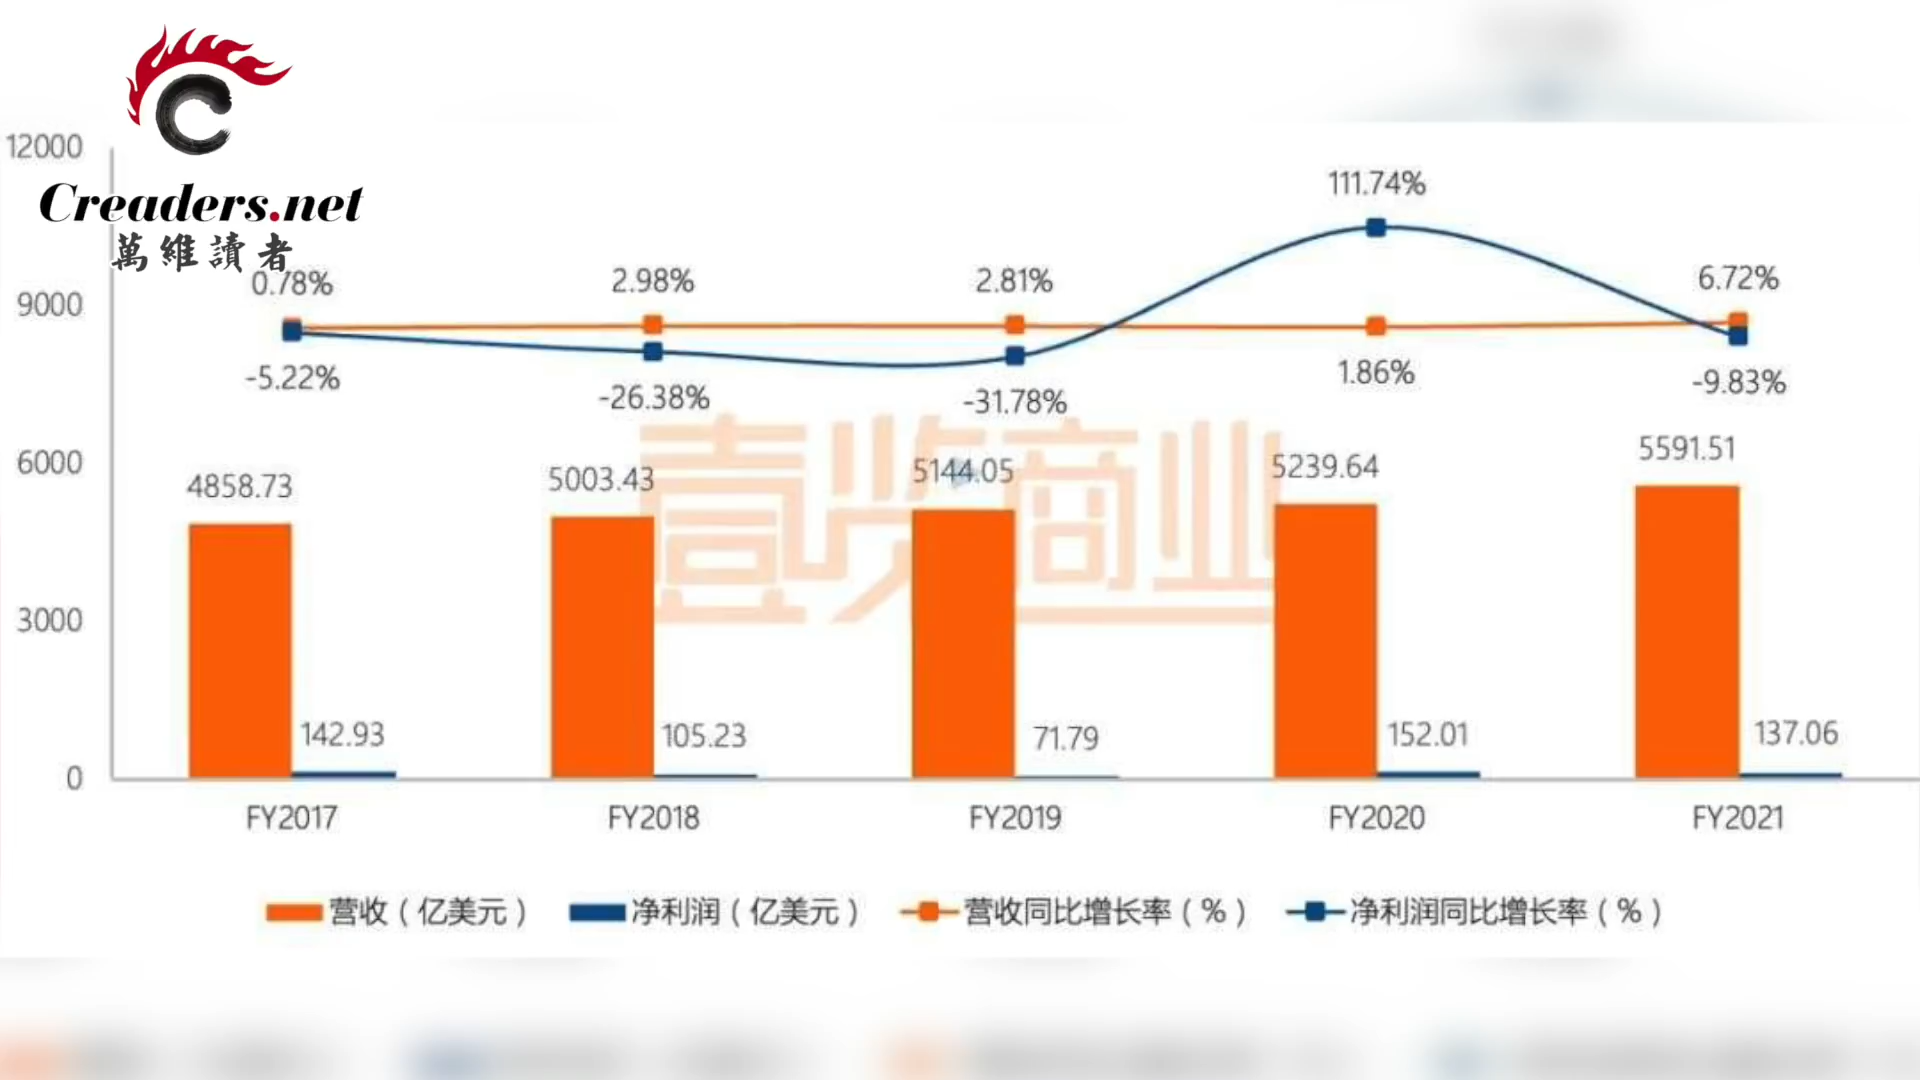 Creaders.net
萬維讀者
12000
9000
6000
3000
0
111.74%
0.78%
2.98%
2.81%
6.72%
-5.22%
-26.38%
-31.78%
1.86%
-9.83%
壹览商业
4858.73
5003.43
5144.05
5239.64
5591.51
142.93
105.23
71.79
152.01
137.06
FY2017
FY2018
FY2019
FY2020
FY2021
营收（亿美元） 净利润（亿美元） 营收同比增长率（%） 净利润同比增长率（%）